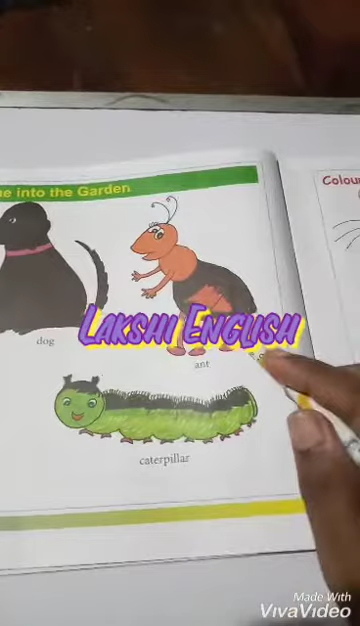 e into the Garden
Colour
dog
LAKSHI ENGLISH
ant
caterpillar
Made With
VivaVideo